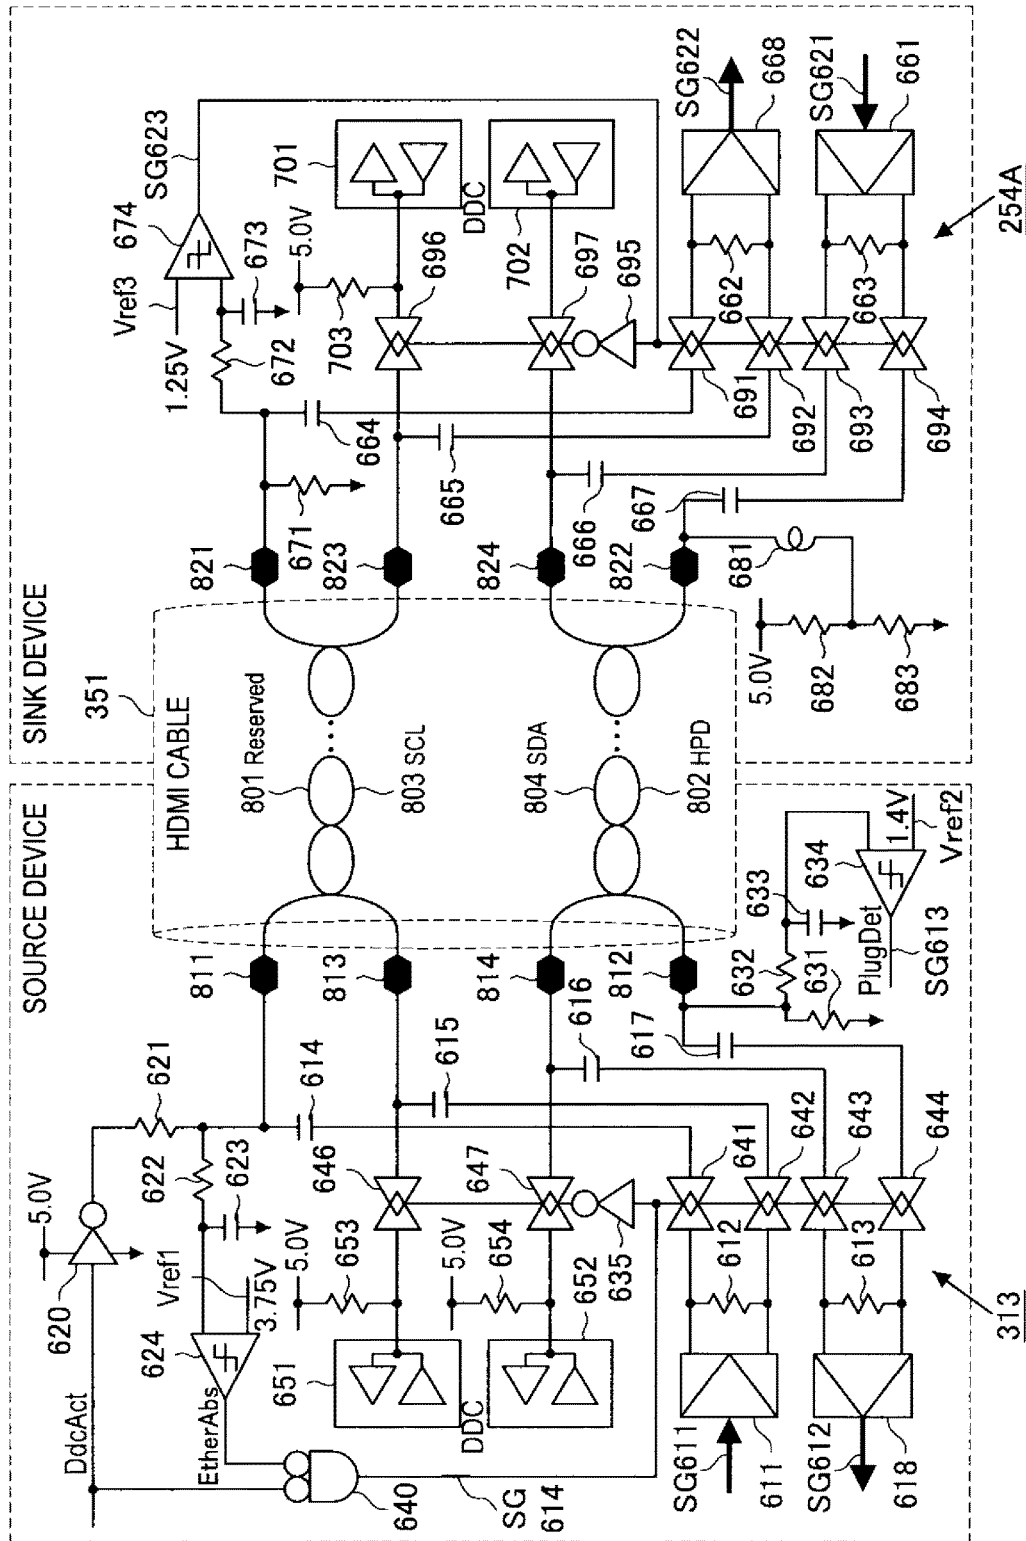 SOURCE DEVICE
SINK DEVICE
351
HDMI CABLE
DdcAct
620
5.0V
621
622
623
Vref1
3.75V
624
EtherAbs
640
SG
614
614
811
801 Reserved
803 SCL
821
671
664
672
1.25V
Vref3
673
674
SG623
5.0V
703
701
DDC
702
696
697
695
823
665
5.0V
653
651
DDC
652
5.0V
654
646
647
635
813
615
814
616
804 SDA
802 HPD
824
666
822
667
812
617
SG611
611
612
641
642
SG612
618
613
643
644
313
632
631
633
634
PlugDet
SG613
1.4V
Vref2
5.0V
682
683
681
691
692
693
694
662
663
668
SG622
661
SG621
254A